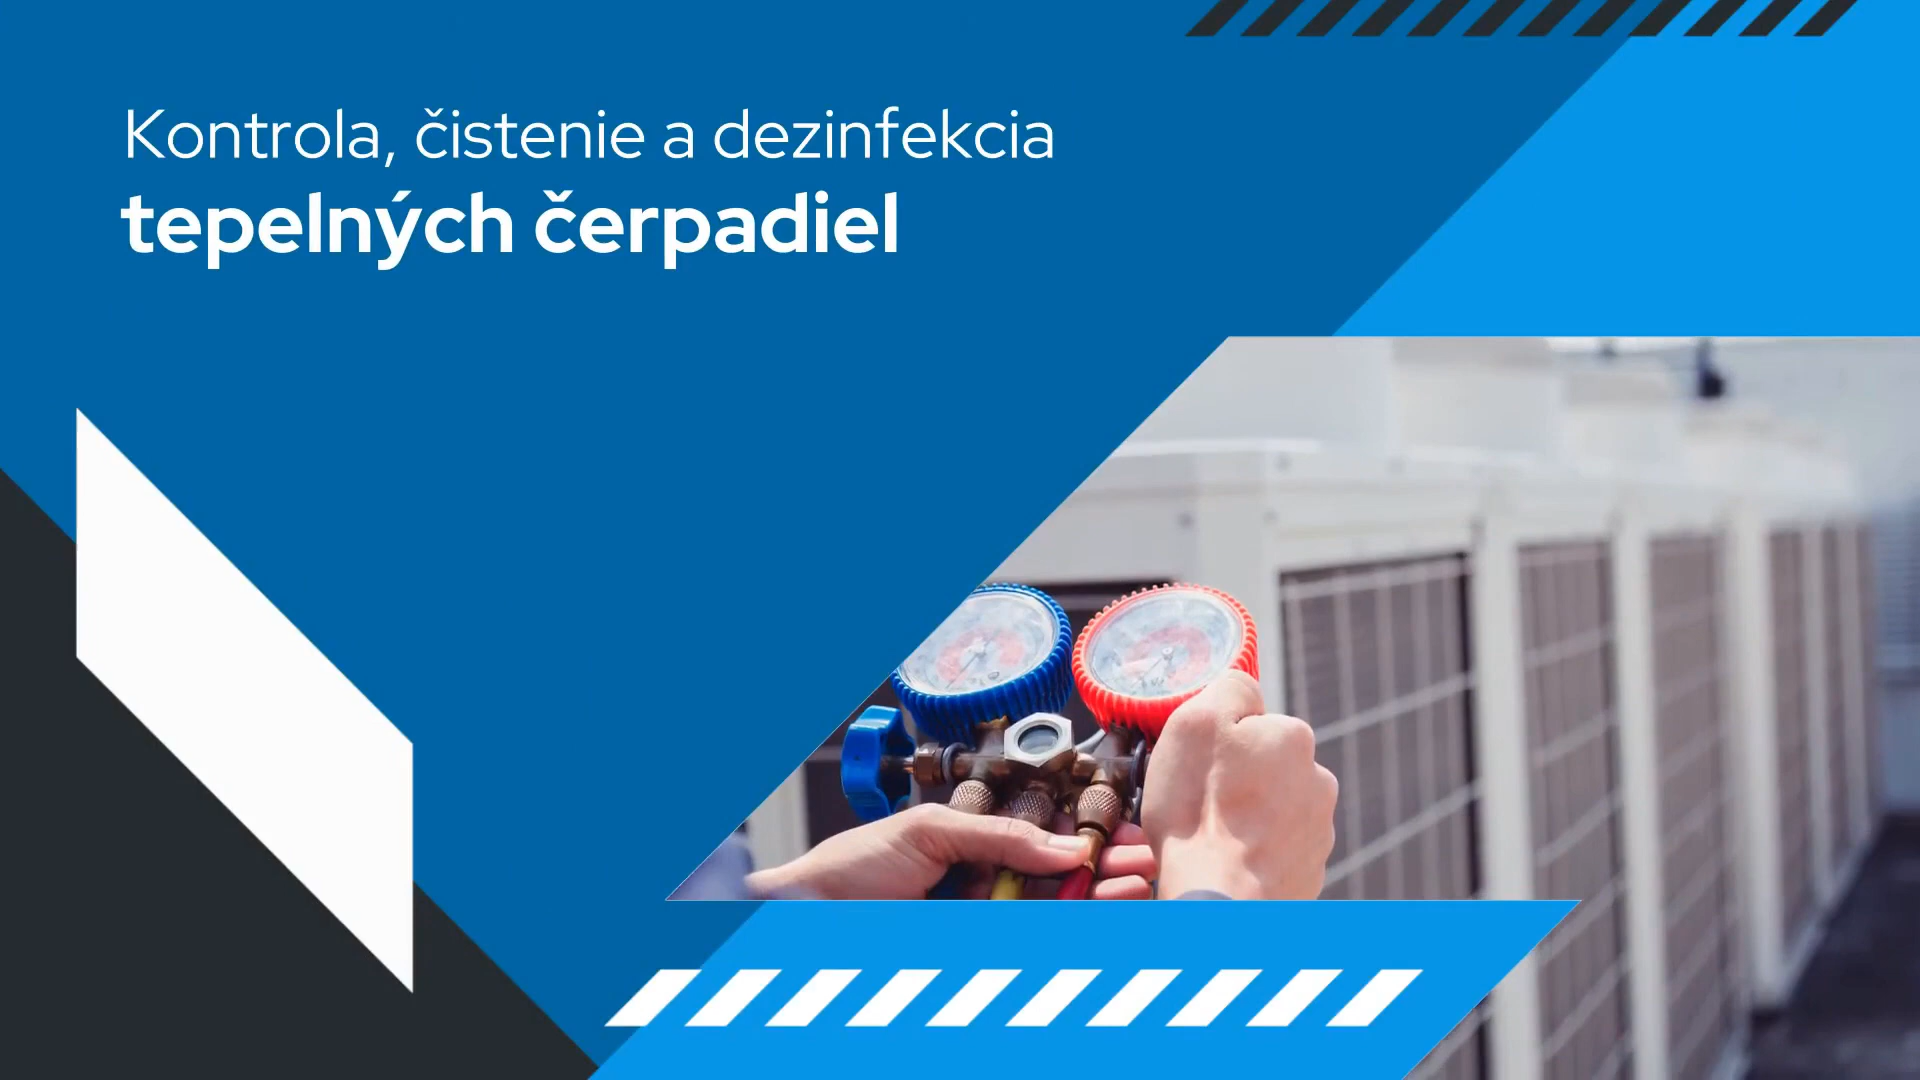 Kontrola, čistenie a dezinfekcia
tepelných čerpadiel